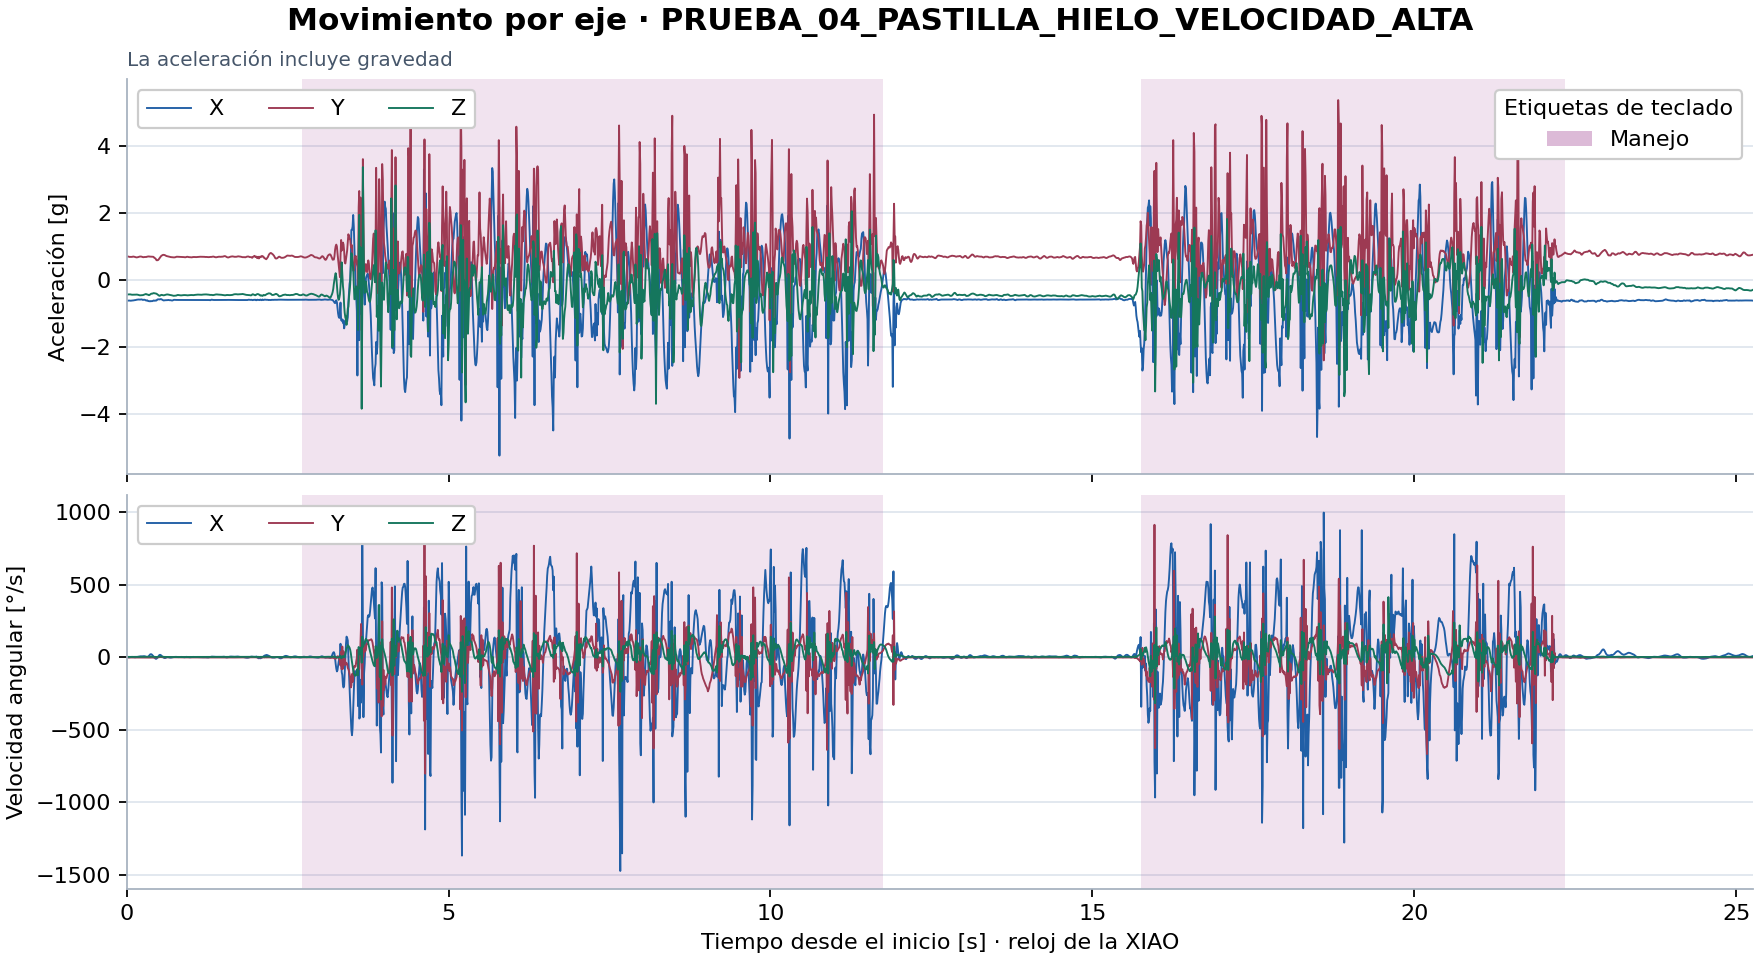 Movimiento por eje · PRUEBA_04_PASTILLA_HIELO_VELOCIDAD_ALTA
La aceleración incluye gravedad
X Y Z
Etiquetas de teclado
Manejo
Aceleración [g]
4
2
0
−2
−4
X Y Z
Velocidad angular [°/s]
1000
500
0
−500
−1000
−1500
0 5 10 15 20 25
Tiempo desde el inicio [s] · reloj de la XIAO